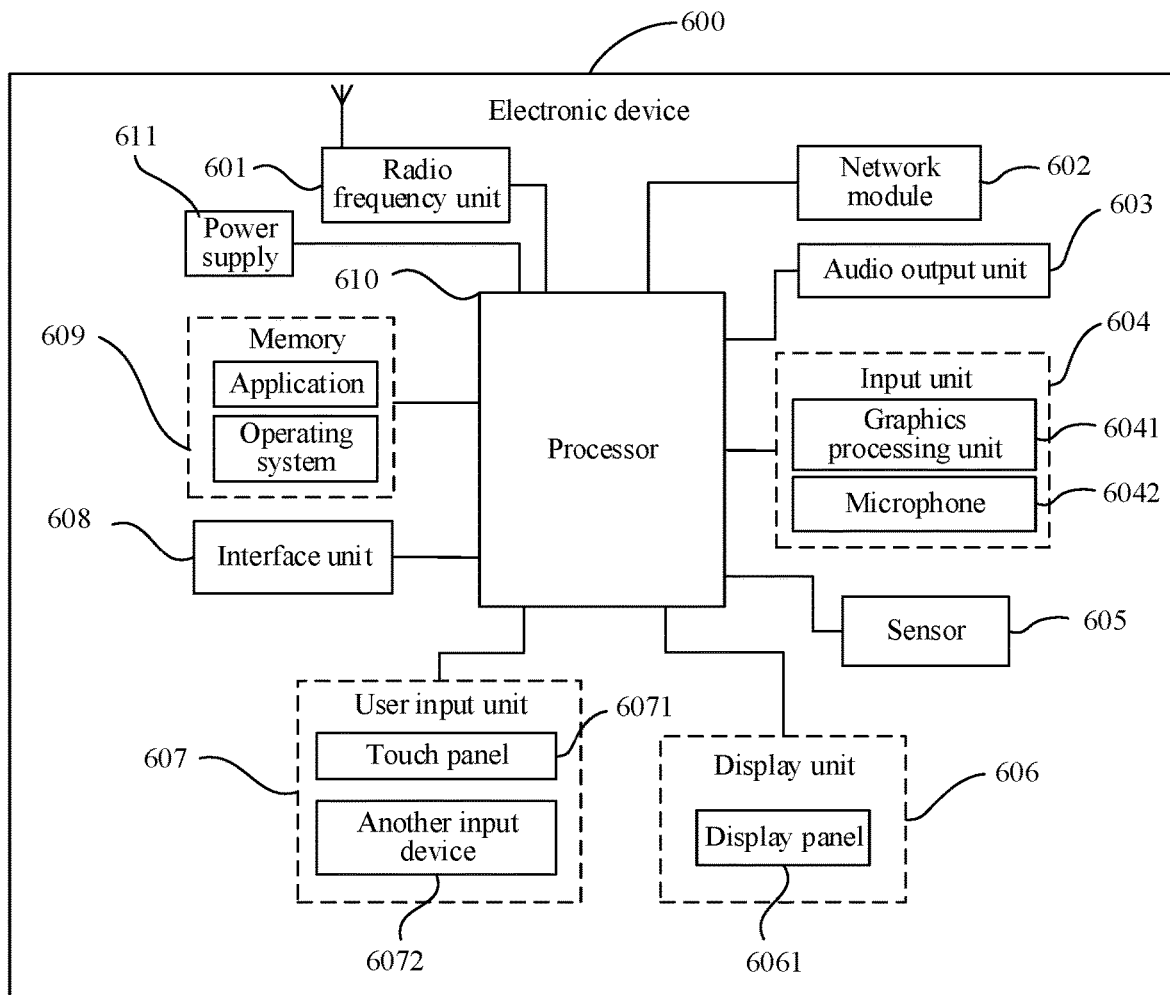 600
Electronic device
611
601
Radio
frequency unit
Network
module
602
603
Power
supply
610
Audio output unit
609
Memory
Application
Operating
system
Processor
604
Input unit
Graphics
processing unit
6041
Microphone
6042
608
Interface unit
Sensor
605
User input unit
6071
607
Touch panel
Another input
device
6072
Display unit
606
Display panel
6061